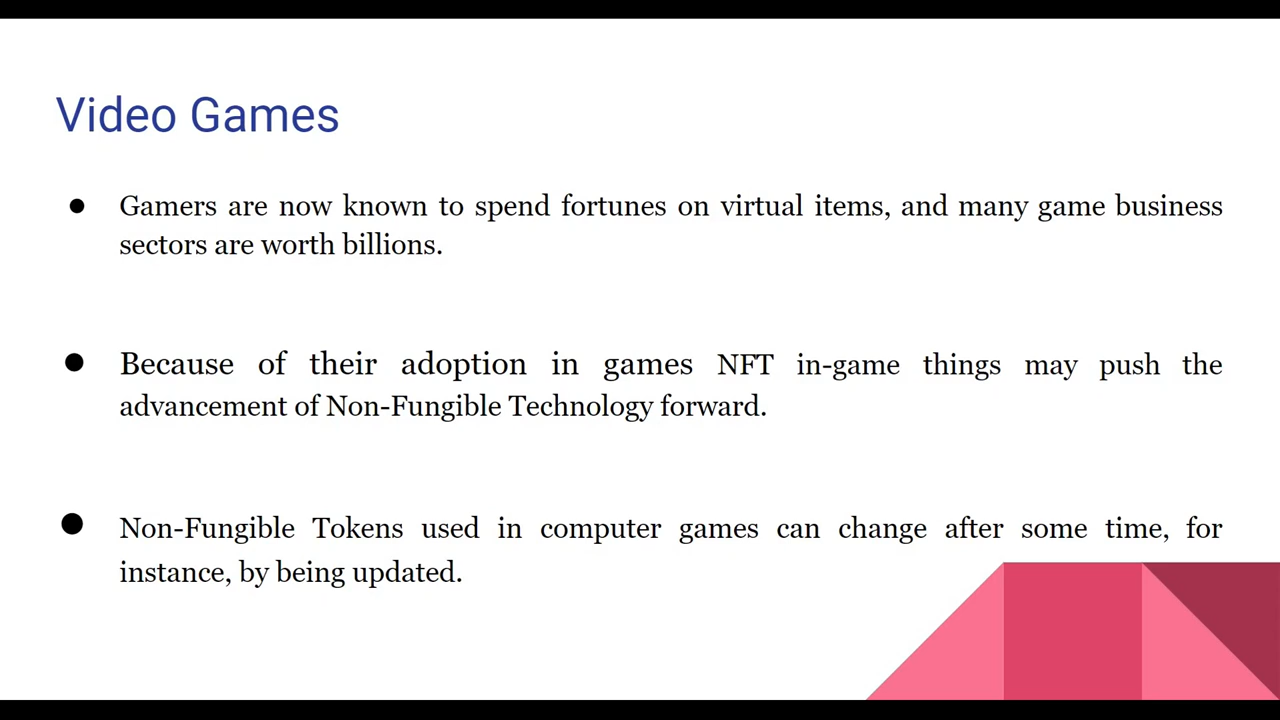 Video Games
● Gamers are now known to spend fortunes on virtual items, and many game business
sectors are worth billions.
● Because of their adoption in games NFT in-game things may push the
advancement of Non-Fungible Technology forward.
● Non-Fungible Tokens used in computer games can change after some time, for
instance, by being updated.